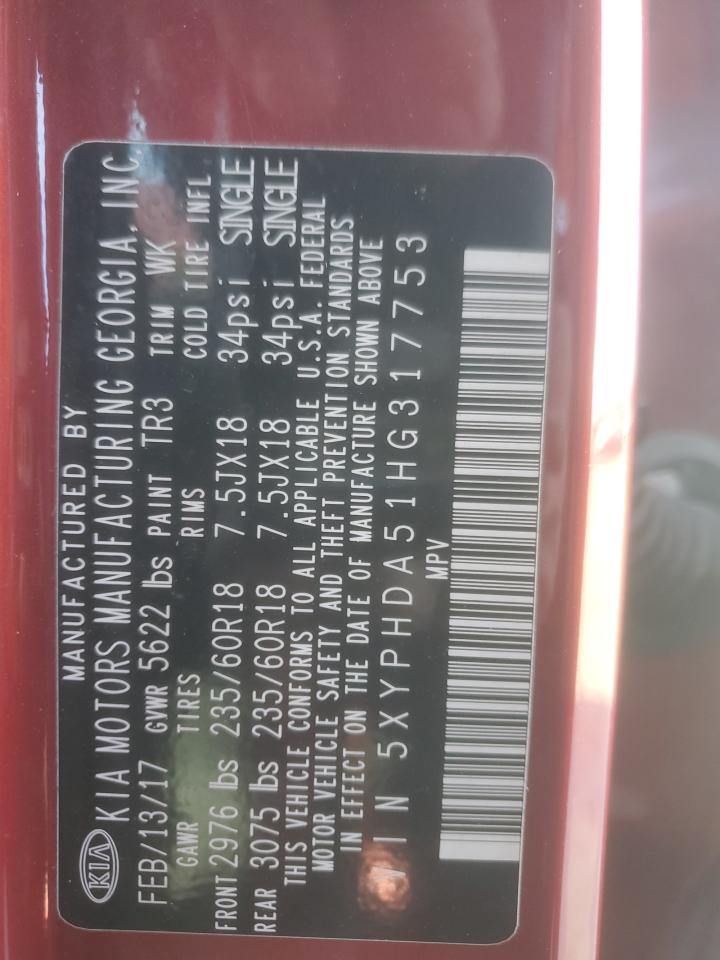 MANUFACTURED BY
KIA KIA MOTORS MANUFACTURING GEORGIA, INC.
FEB/13/17 GVWR 5622 lbs PAINT TR3 TRIM WK
GAWR TIRES RIMS COLD TIRE INFL
FRONT 2976 lbs 235/60R18 7.5JX18 34psi SINGLE
REAR 3075 lbs 235/60R18 7.5JX18 34psi SINGLE
THIS VEHICLE CONFORMS TO ALL APPLICABLE U.S.A. FEDERAL
MOTOR VEHICLE SAFETY AND THEFT PREVENTION STANDARDS
IN EFFECT ON THE DATE OF MANUFACTURE SHOWN ABOVE
VIN 5XYPHDA51HG317753
MPV